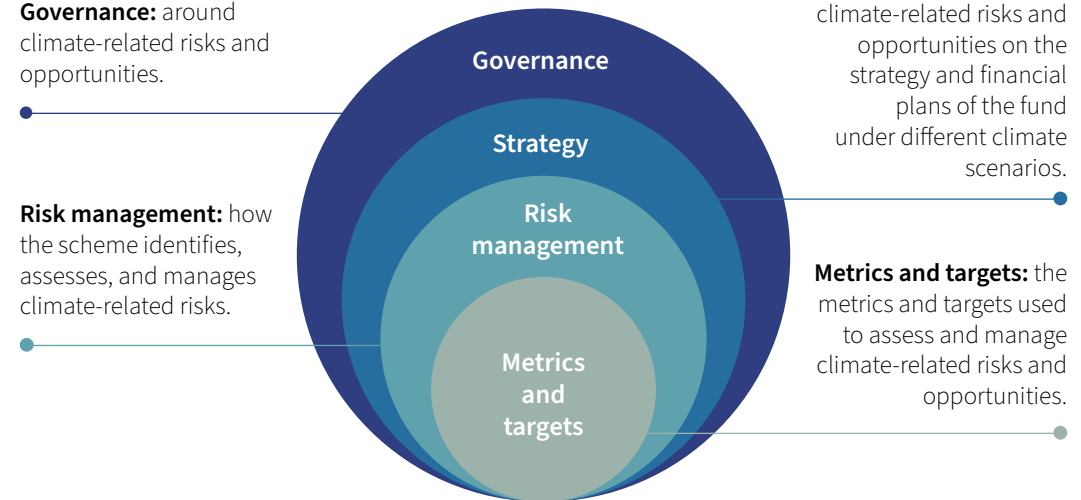 Governance: around
climate-related risks and
opportunities.
Risk management: how
the scheme identifies,
assesses, and manages
climate-related risks.
Governance
Strategy
Risk
management
Metrics
and
targets
climate-related risks and
opportunities on the
strategy and financial
plans of the fund
under different climate
scenarios.
Metrics and targets: the
metrics and targets used
to assess and manage
climate-related risks and
opportunities.